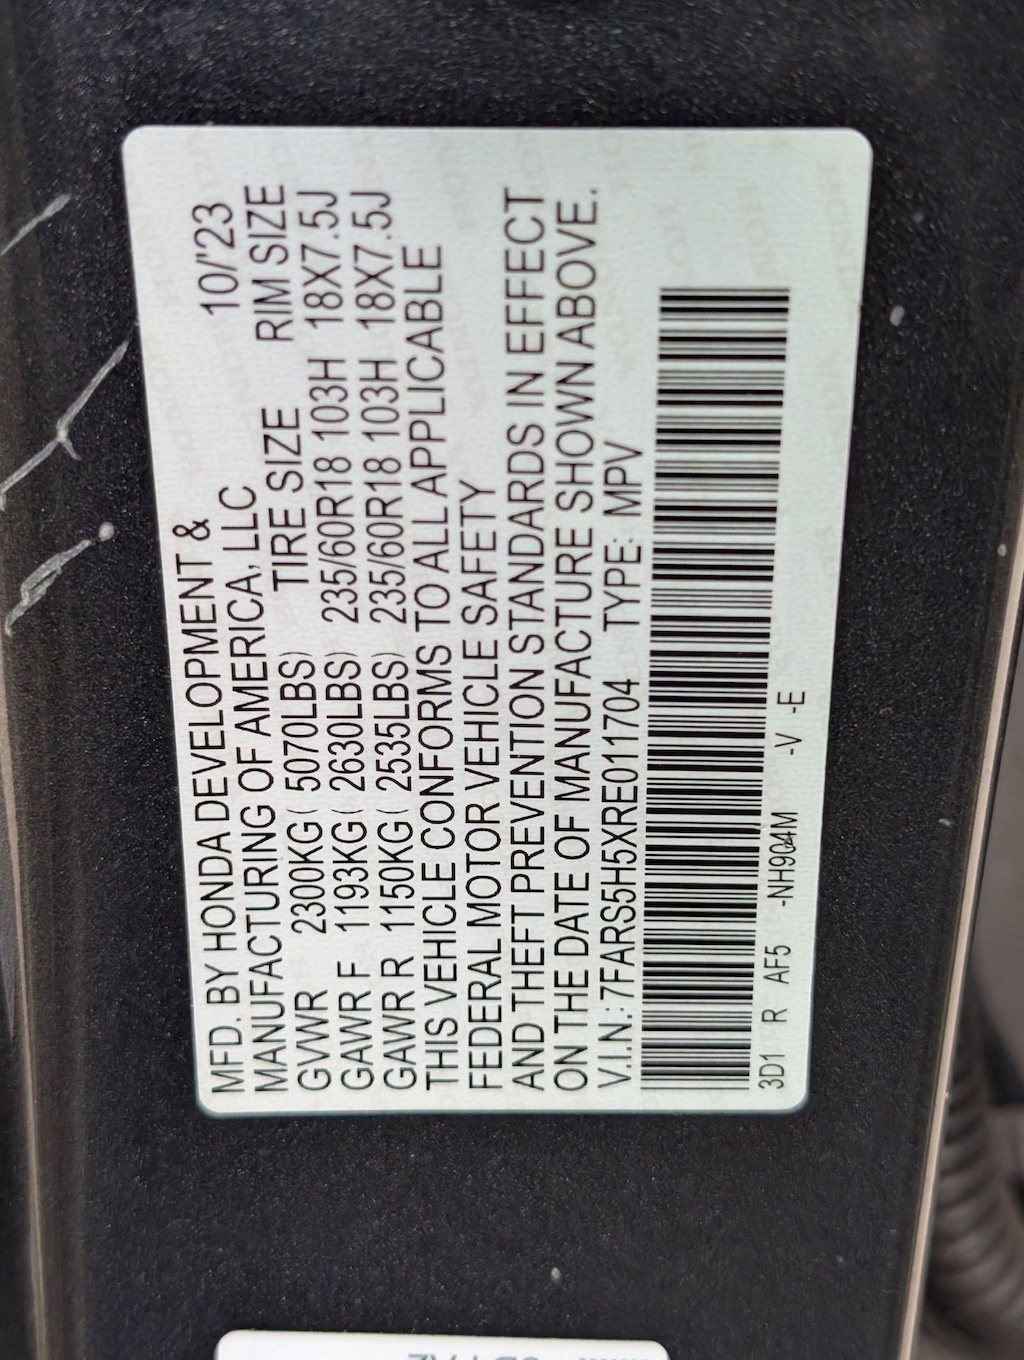 MFD. BY HONDA DEVELOPMENT & 10/'23
MANUFACTURING OF AMERICA, LLC
TIRE SIZE RIM SIZE
GVWR 2300KG( 5070LBS)
GAWR F 1193KG( 2630LBS) 235/60R18 103H 18X7.5J
GAWR R 1150KG( 2535LBS) 235/60R18 103H 18X7.5J
THIS VEHICLE CONFORMS TO ALL APPLICABLE
FEDERAL MOTOR VEHICLE SAFETY
AND THEFT PREVENTION STANDARDS IN EFFECT
ON THE DATE OF MANUFACTURE SHOWN ABOVE.
V.I.N.: 7FARS5H5XRE011704 TYPE: MPV
3D1 R AF5 -NH904M -V -E